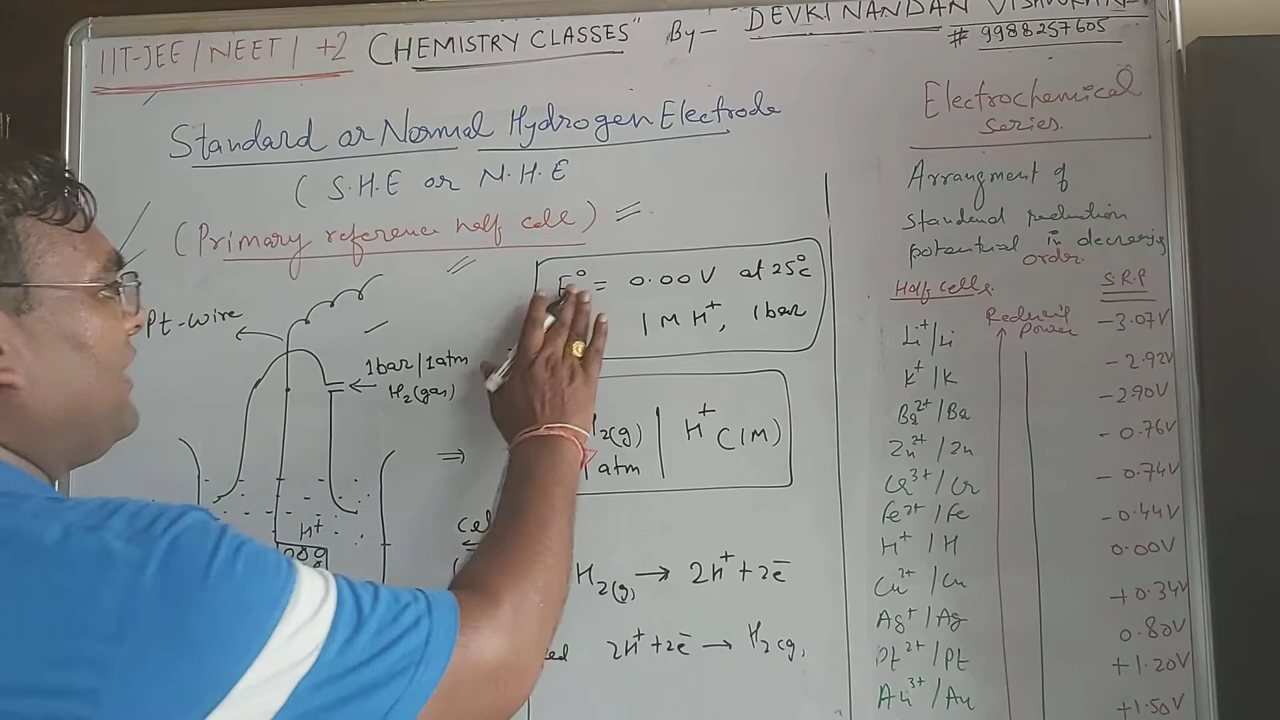 IIT-JEE/NEET/ +2 CHEMISTRY CLASSES" By- DEVKINANDAN
# 9988257605
Standard or Normal Hydrogen Electrode
( S.H.E or N.H.E
(Primary reference half cell)
Pt-wire
1bar/1atm
H2(gas)
H+
E° = 0.00V at 25°C
1 M H+, 1bar
2(g) | H+ (1M)
atm
H2(g) → 2H+ + 2e-
2H+ + 2e- → H2(g)
Electrochemical
series.
Arrangment of
standard reduction
potential in decreasing
order.
Half cells. S.R.P
Reducing
Power
Li+/Li -3.07V
K+/K -2.92V
Ba2+/Ba -2.90V
Zn2+/Zn -0.76V
Cr3+/Cr -0.74V
Fe2+/Fe -0.44V
H+/H 0.00V
Cu2+/Cu +0.34V
Ag+/Ag 0.80V
Pt2+/Pt +1.20V
Au3+/Au +1.50V